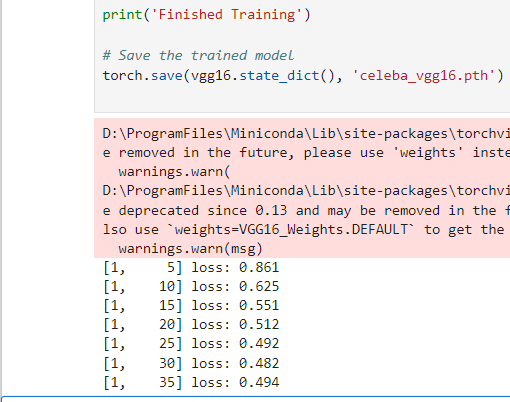 print('Finished Training')
# Save the trained model
torch.save(vgg16.state_dict(), 'celeba_vgg16.pth')
D:\ProgramFiles\Miniconda\Lib\site-packages\torchvi
e removed in the future, please use 'weights' inste
  warnings.warn(
D:\ProgramFiles\Miniconda\Lib\site-packages\torchvi
e deprecated since 0.13 and may be removed in the f
lso use `weights=VGG16_Weights.DEFAULT` to get the
  warnings.warn(msg)
[1,     5] loss: 0.861
[1,    10] loss: 0.625
[1,    15] loss: 0.551
[1,    20] loss: 0.512
[1,    25] loss: 0.492
[1,    30] loss: 0.482
[1,    35] loss: 0.494